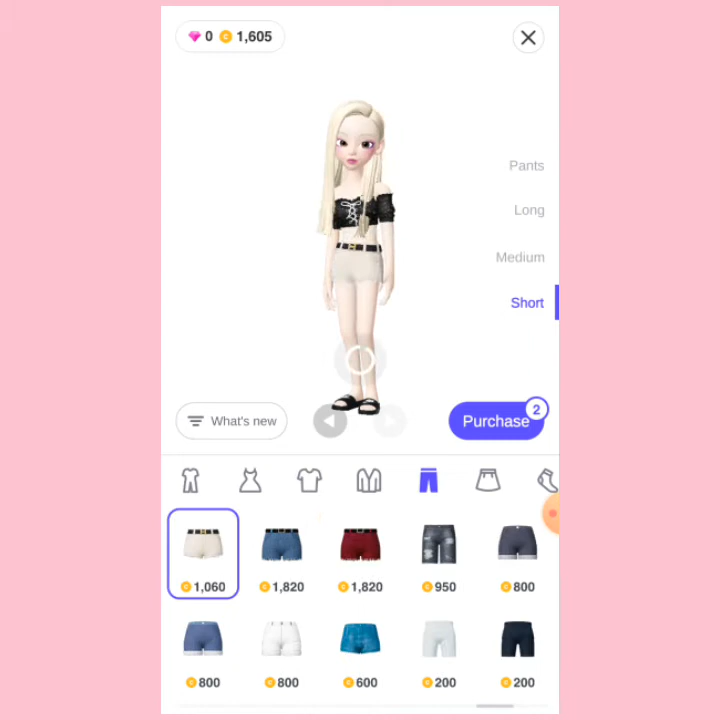 0 1,605
Pants
Long
Medium
Short
What's new
Purchase 2
1,060 1,820 1,820 950 800
800 800 600 200 200